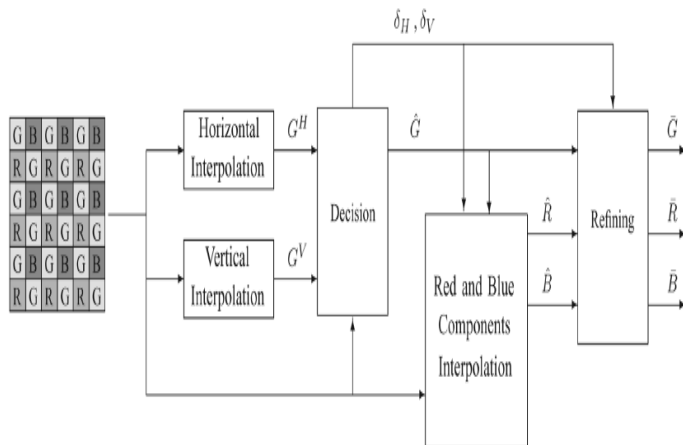 δ_H , δ_V
G B G B G B
R G R G R G
G B G B G B
R G R G R G
G B G B G B
R G R G R G
Horizontal
Interpolation
G^H
Vertical
Interpolation
G^V
Decision
Ĝ
Red and Blue
Components
Interpolation
R̂
B̂
Refining
G̃
R̃
B̃